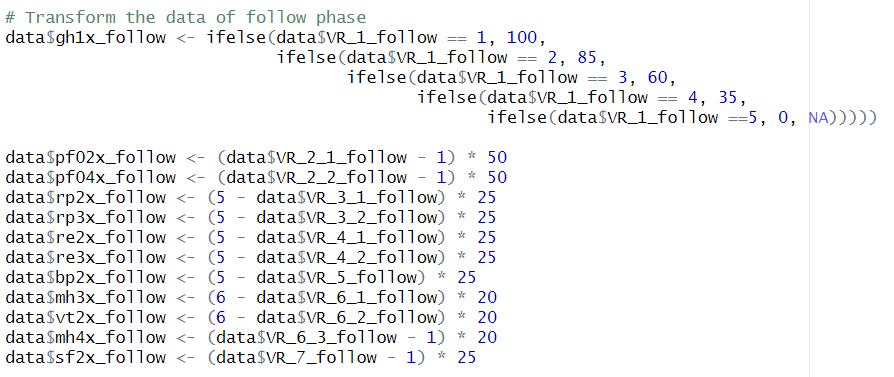 # Transform the data of follow phase
data$gh1x_follow <- ifelse(data$VR_1_follow == 1, 100,
ifelse(data$VR_1_follow == 2, 85,
ifelse(data$VR_1_follow == 3, 60,
ifelse(data$VR_1_follow == 4, 35,
ifelse(data$VR_1_follow ==5, 0, NA)))))
data$pf02x_follow <- (data$VR_2_1_follow - 1) * 50
data$pf04x_follow <- (data$VR_2_2_follow - 1) * 50
data$rp2x_follow <- (5 - data$VR_3_1_follow) * 25
data$rp3x_follow <- (5 - data$VR_3_2_follow) * 25
data$re2x_follow <- (5 - data$VR_4_1_follow) * 25
data$re3x_follow <- (5 - data$VR_4_2_follow) * 25
data$bp2x_follow <- (5 - data$VR_5_follow) * 25
data$mh3x_follow <- (6 - data$VR_6_1_follow) * 20
data$vt2x_follow <- (6 - data$VR_6_2_follow) * 20
data$mh4x_follow <- (data$VR_6_3_follow - 1) * 20
data$sf2x_follow <- (data$VR_7_follow - 1) * 25